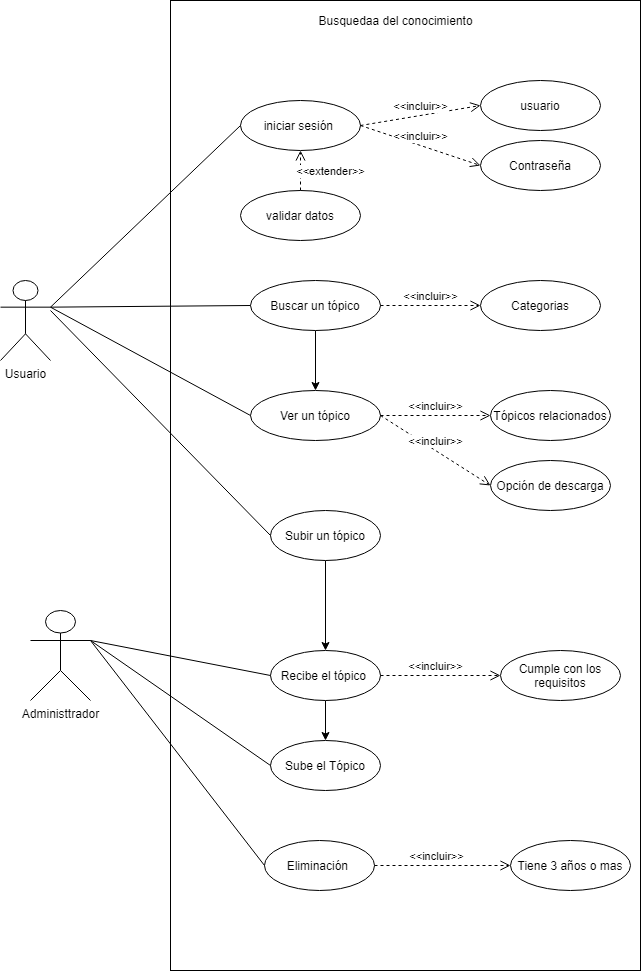 Busquedaa del conocimiento
<<incluir>>
usuario
iniciar sesión
<<incluir>>
Contraseña
<<extender>>
validar datos
Buscar un tópico
<<incluir>>
Categorias
Usuario
Ver un tópico
<<incluir>>
Tópicos relacionados
<<incluir>>
Opción de descarga
Subir un tópico
Recibe el tópico
<<incluir>>
Cumple con los
requisitos
Administtrador
Sube el Tópico
Eliminación
<<incluir>>
Tiene 3 años o mas